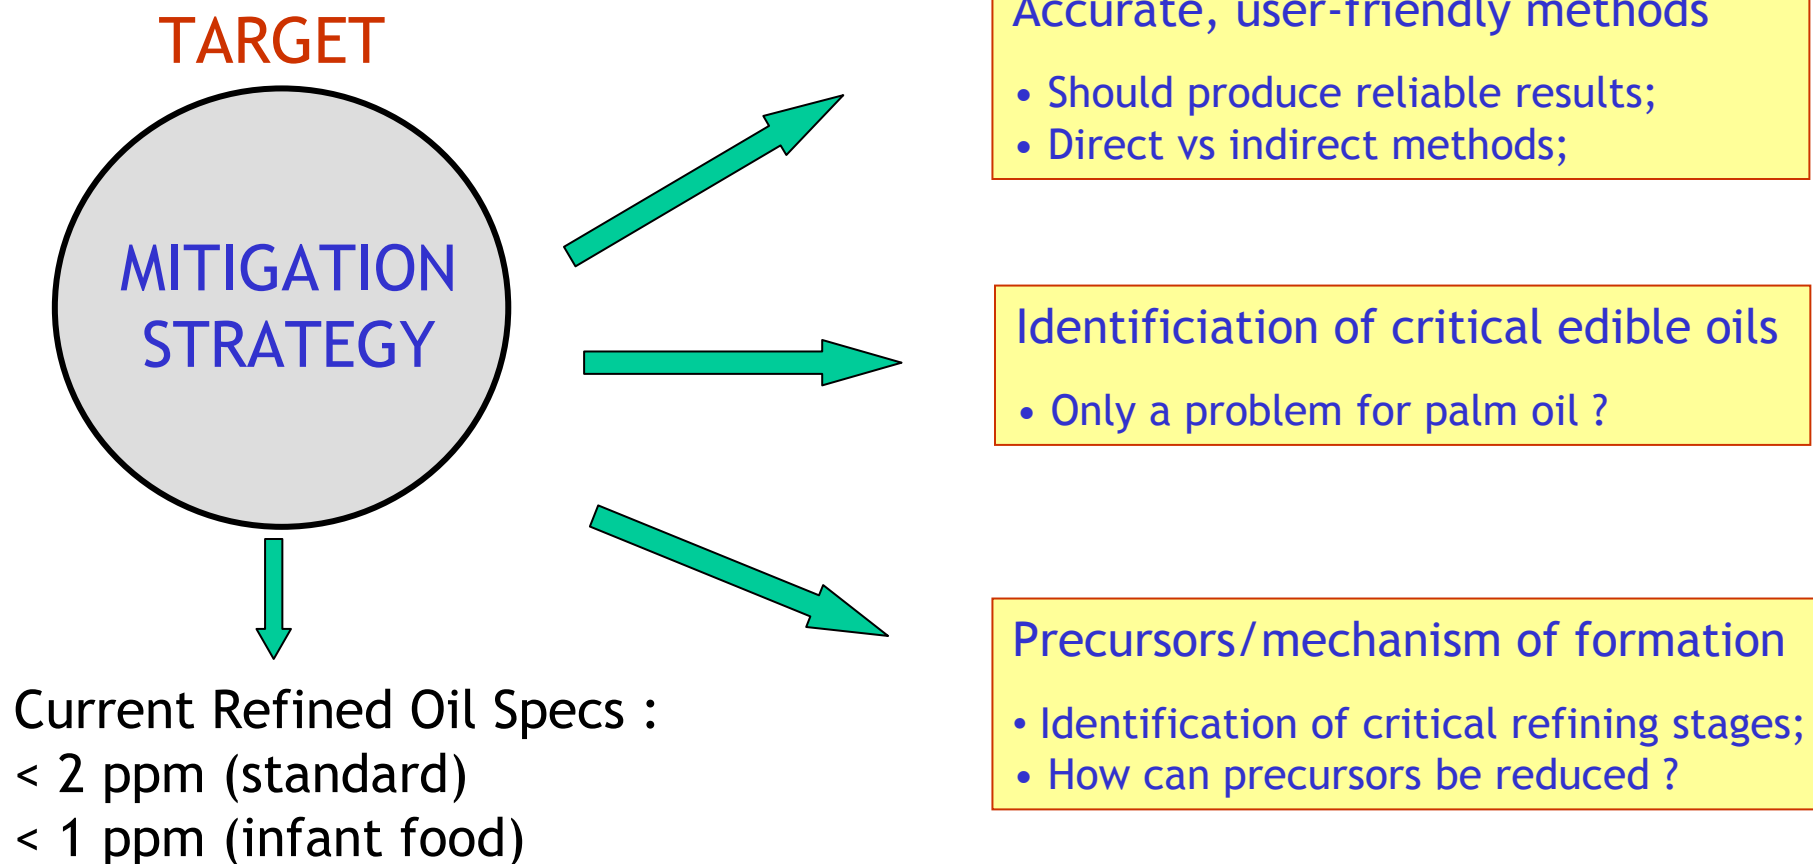 TARGET
MITIGATION
STRATEGY
Current Refined Oil Specs :
< 2 ppm (standard)
< 1 ppm (infant food)
Accurate, user-friendly methods
• Should produce reliable results;
• Direct vs indirect methods;
Identificiation of critical edible oils
• Only a problem for palm oil ?
Precursors/mechanism of formation
• Identification of critical refining stages;
• How can precursors be reduced ?